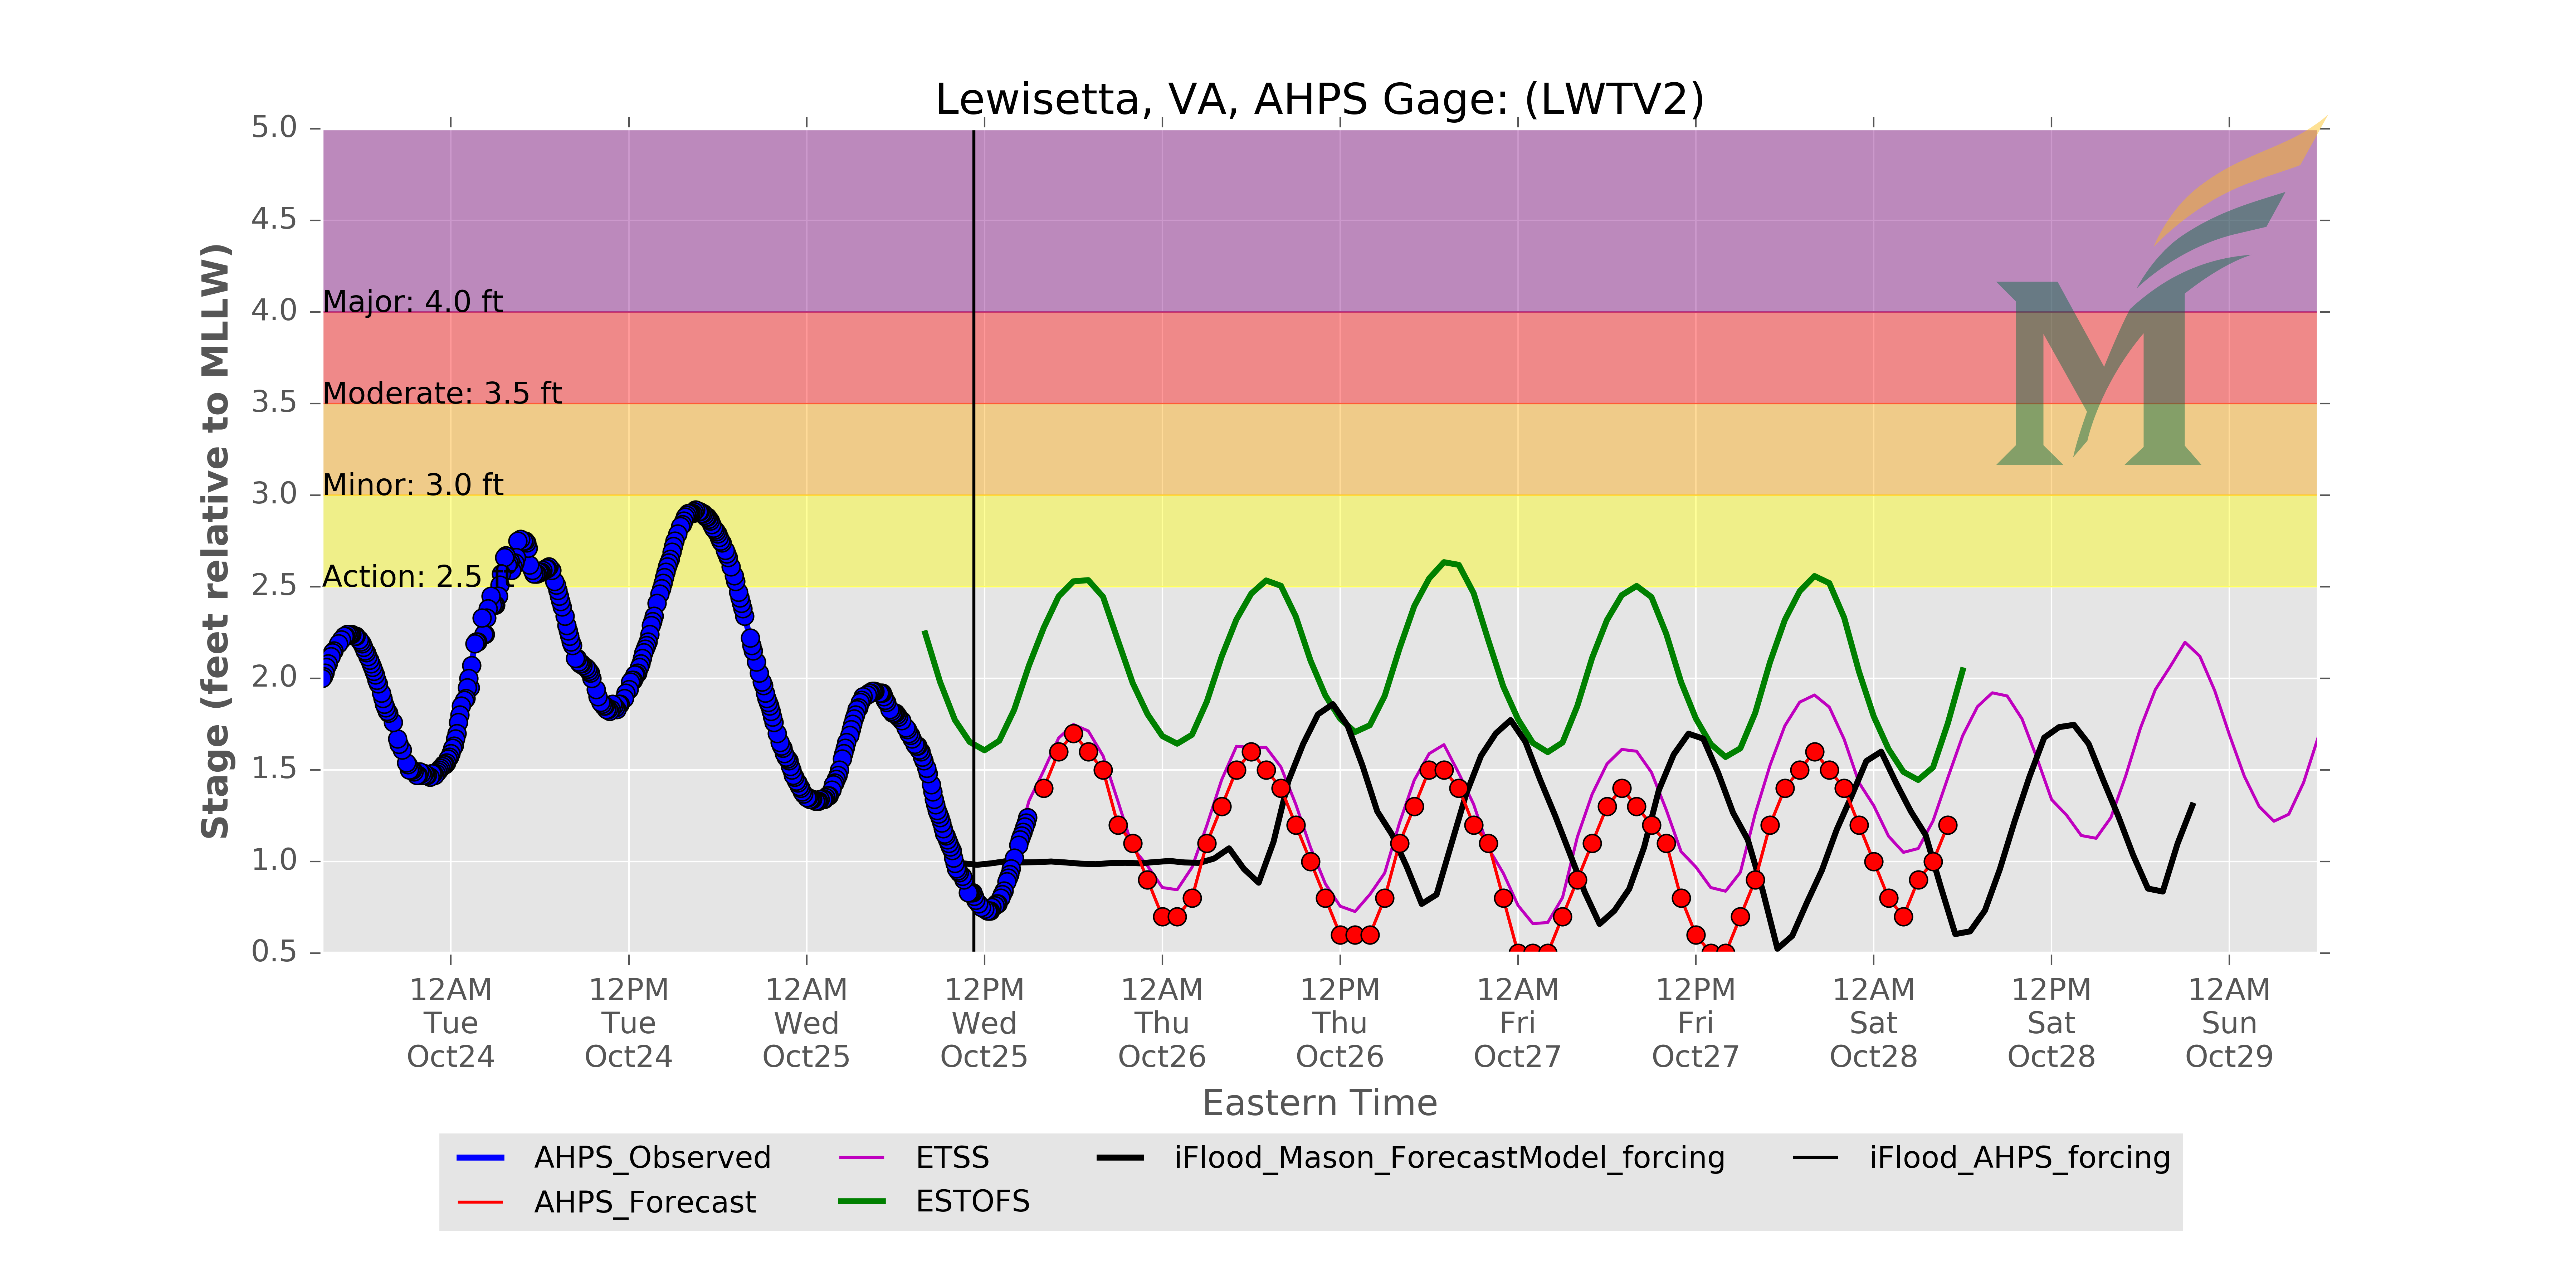 Lewisetta, VA, AHPS Gage: (LWTV2)
5.0
4.5
4.0
3.5
3.0
2.5
2.0
1.5
1.0
0.5
Stage (feet relative to MLLW)
Major: 4.0 ft
Moderate: 3.5 ft
Minor: 3.0 ft
Action: 2.5
12AM 12PM 12AM 12PM 12AM 12PM 12AM 12PM 12AM 12PM 12AM
Tue Tue Wed Wed Thu Thu Fri Fri Sat Sat Sun
Oct24 Oct24 Oct25 Oct25 Oct26 Oct26 Oct27 Oct27 Oct28 Oct28 Oct29
Eastern Time
AHPS_Observed ETSS iFlood_Mason_ForecastModel_forcing iFlood_AHPS_forcing
AHPS_Forecast ESTOFS
M